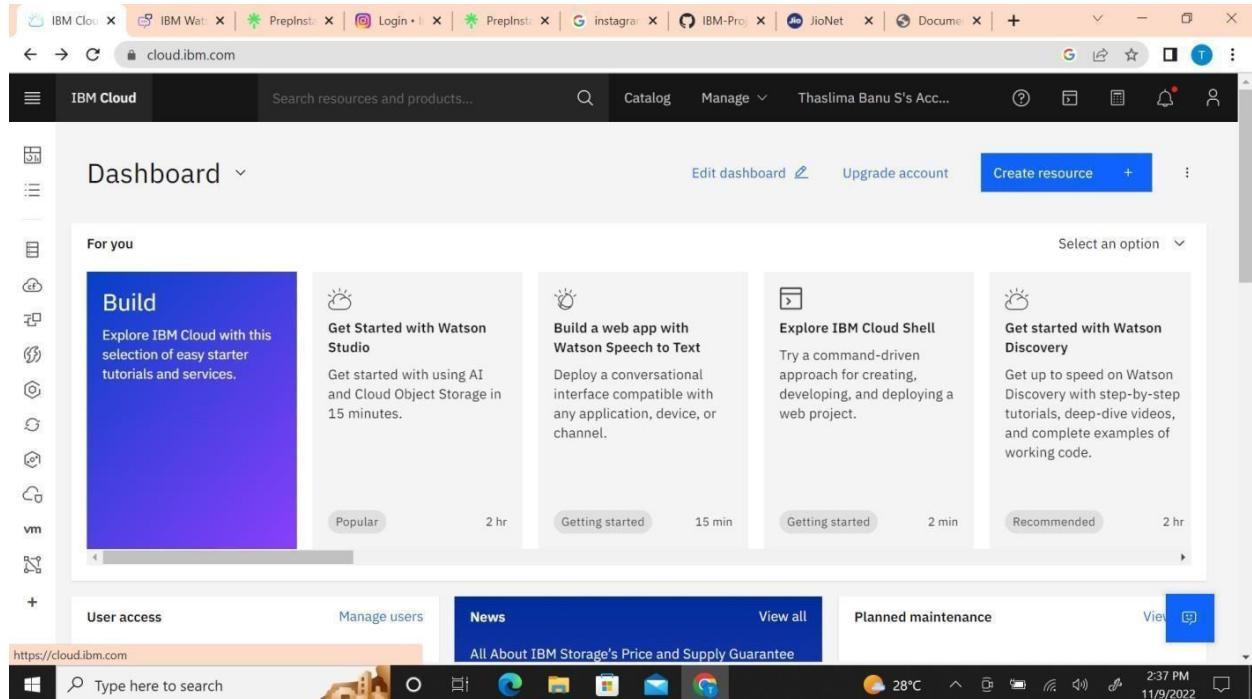 IBM Clou
IBM Wat
PrepInst
Login •
PrepInst
instagrar
IBM-Proj
JioNet
Docume
cloud.ibm.com
T
IBM Cloud
Search resources and products...
Catalog
Manage
Thaslima Banu S's Acc...
Dashboard
Edit dashboard
Upgrade account
Create resource +
For you
Select an option
Build
Explore IBM Cloud with this
selection of easy starter
tutorials and services.
Get Started with Watson
Studio
Get started with using AI
and Cloud Object Storage in
15 minutes.
Popular
2 hr
Build a web app with
Watson Speech to Text
Deploy a conversational
interface compatible with
any application, device, or
channel.
Getting started
15 min
Explore IBM Cloud Shell
Try a command-driven
approach for creating,
developing, and deploying a
web project.
Getting started
2 min
Get started with Watson
Discovery
Get up to speed on Watson
Discovery with step-by-step
tutorials, deep-dive videos,
and complete examples of
working code.
Recommended
2 hr
vm
User access
Manage users
News
View all
All About IBM Storage's Price and Supply Guarantee
Planned maintenance
Vie
https://cloud.ibm.com
Type here to search
28°C
2:37 PM
11/9/2022